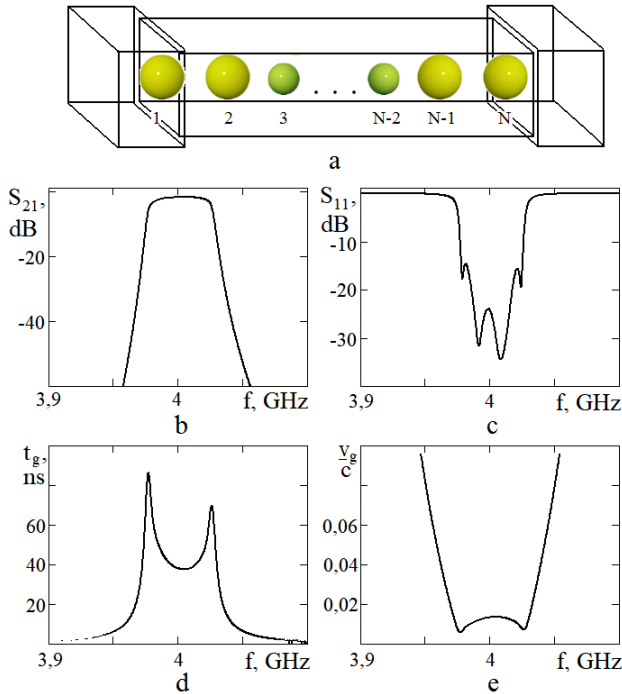 1 2 3 . . . N-2 N-1 N
a
S21, dB
-20
-40
3,9 4 f, GHz
b
S11, dB
-10
-20
-30
4 f, GHz
c
tg, ns
60
40
20
3,9 4 f, GHz
d
vg/c
0,06
0,04
0,02
3,9 4 f, GHz
e